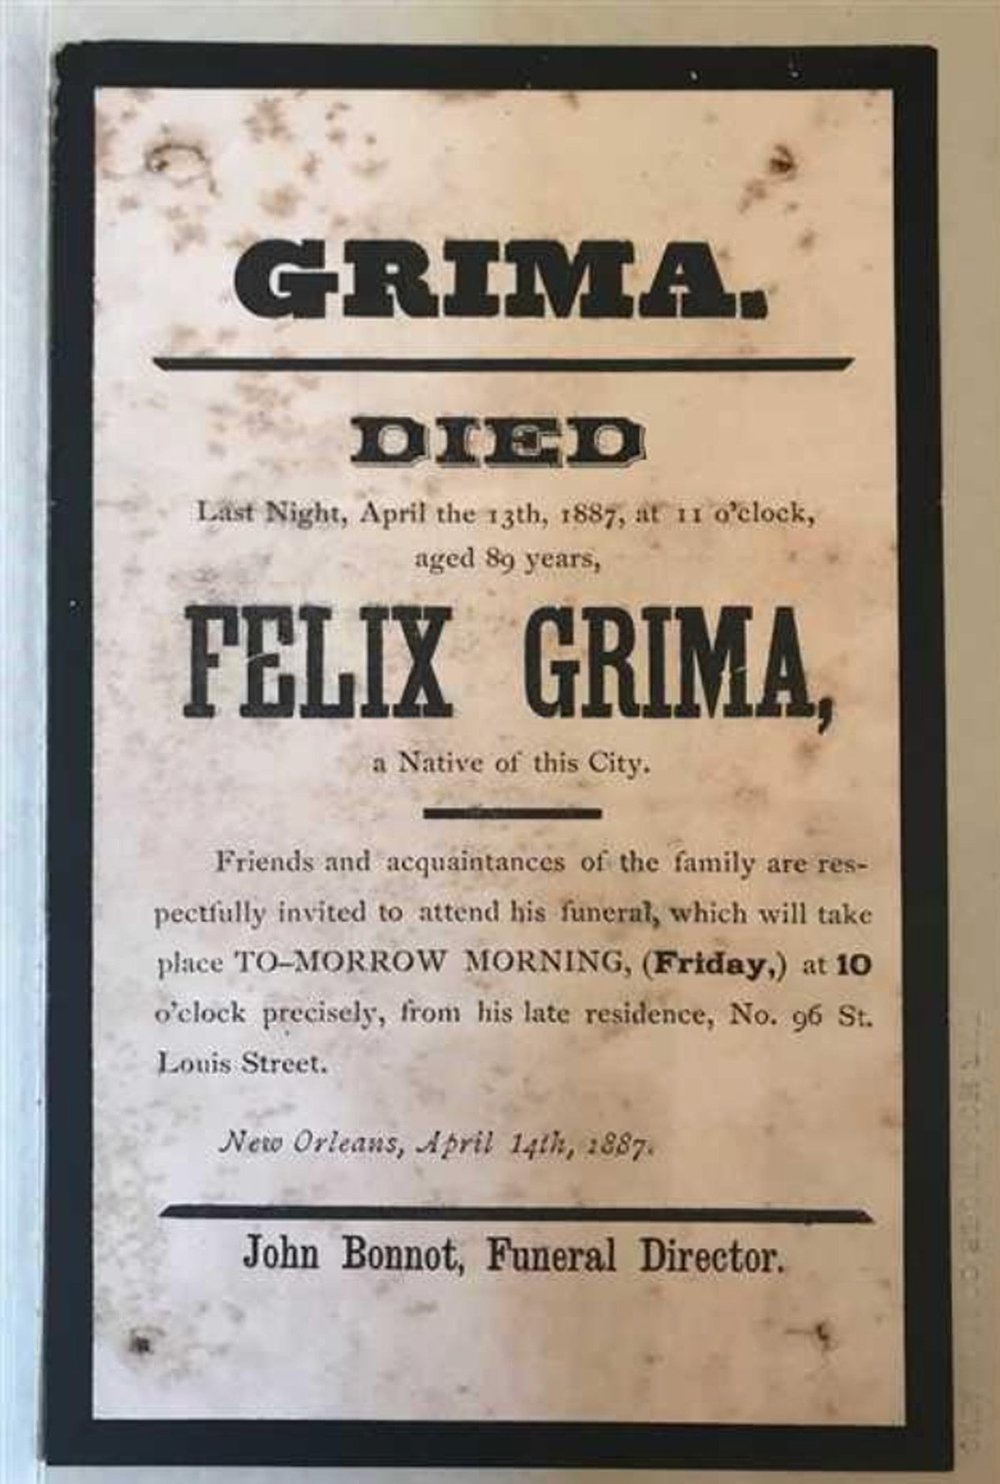 GRIMA.
DIED
Last Night, April the 13th, 1887, at 11 o'clock,
aged 89 years,
FELIX GRIMA,
a Native of this City.
Friends and acquaintances of the family are res-
pectfully invited to attend his funeral, which will take
place TO-MORROW MORNING, (Friday,) at 10
o'clock precisely, from his late residence, No. 96 St.
Louis Street.
New Orleans, April 14th, 1887.
John Bonnot, Funeral Director.